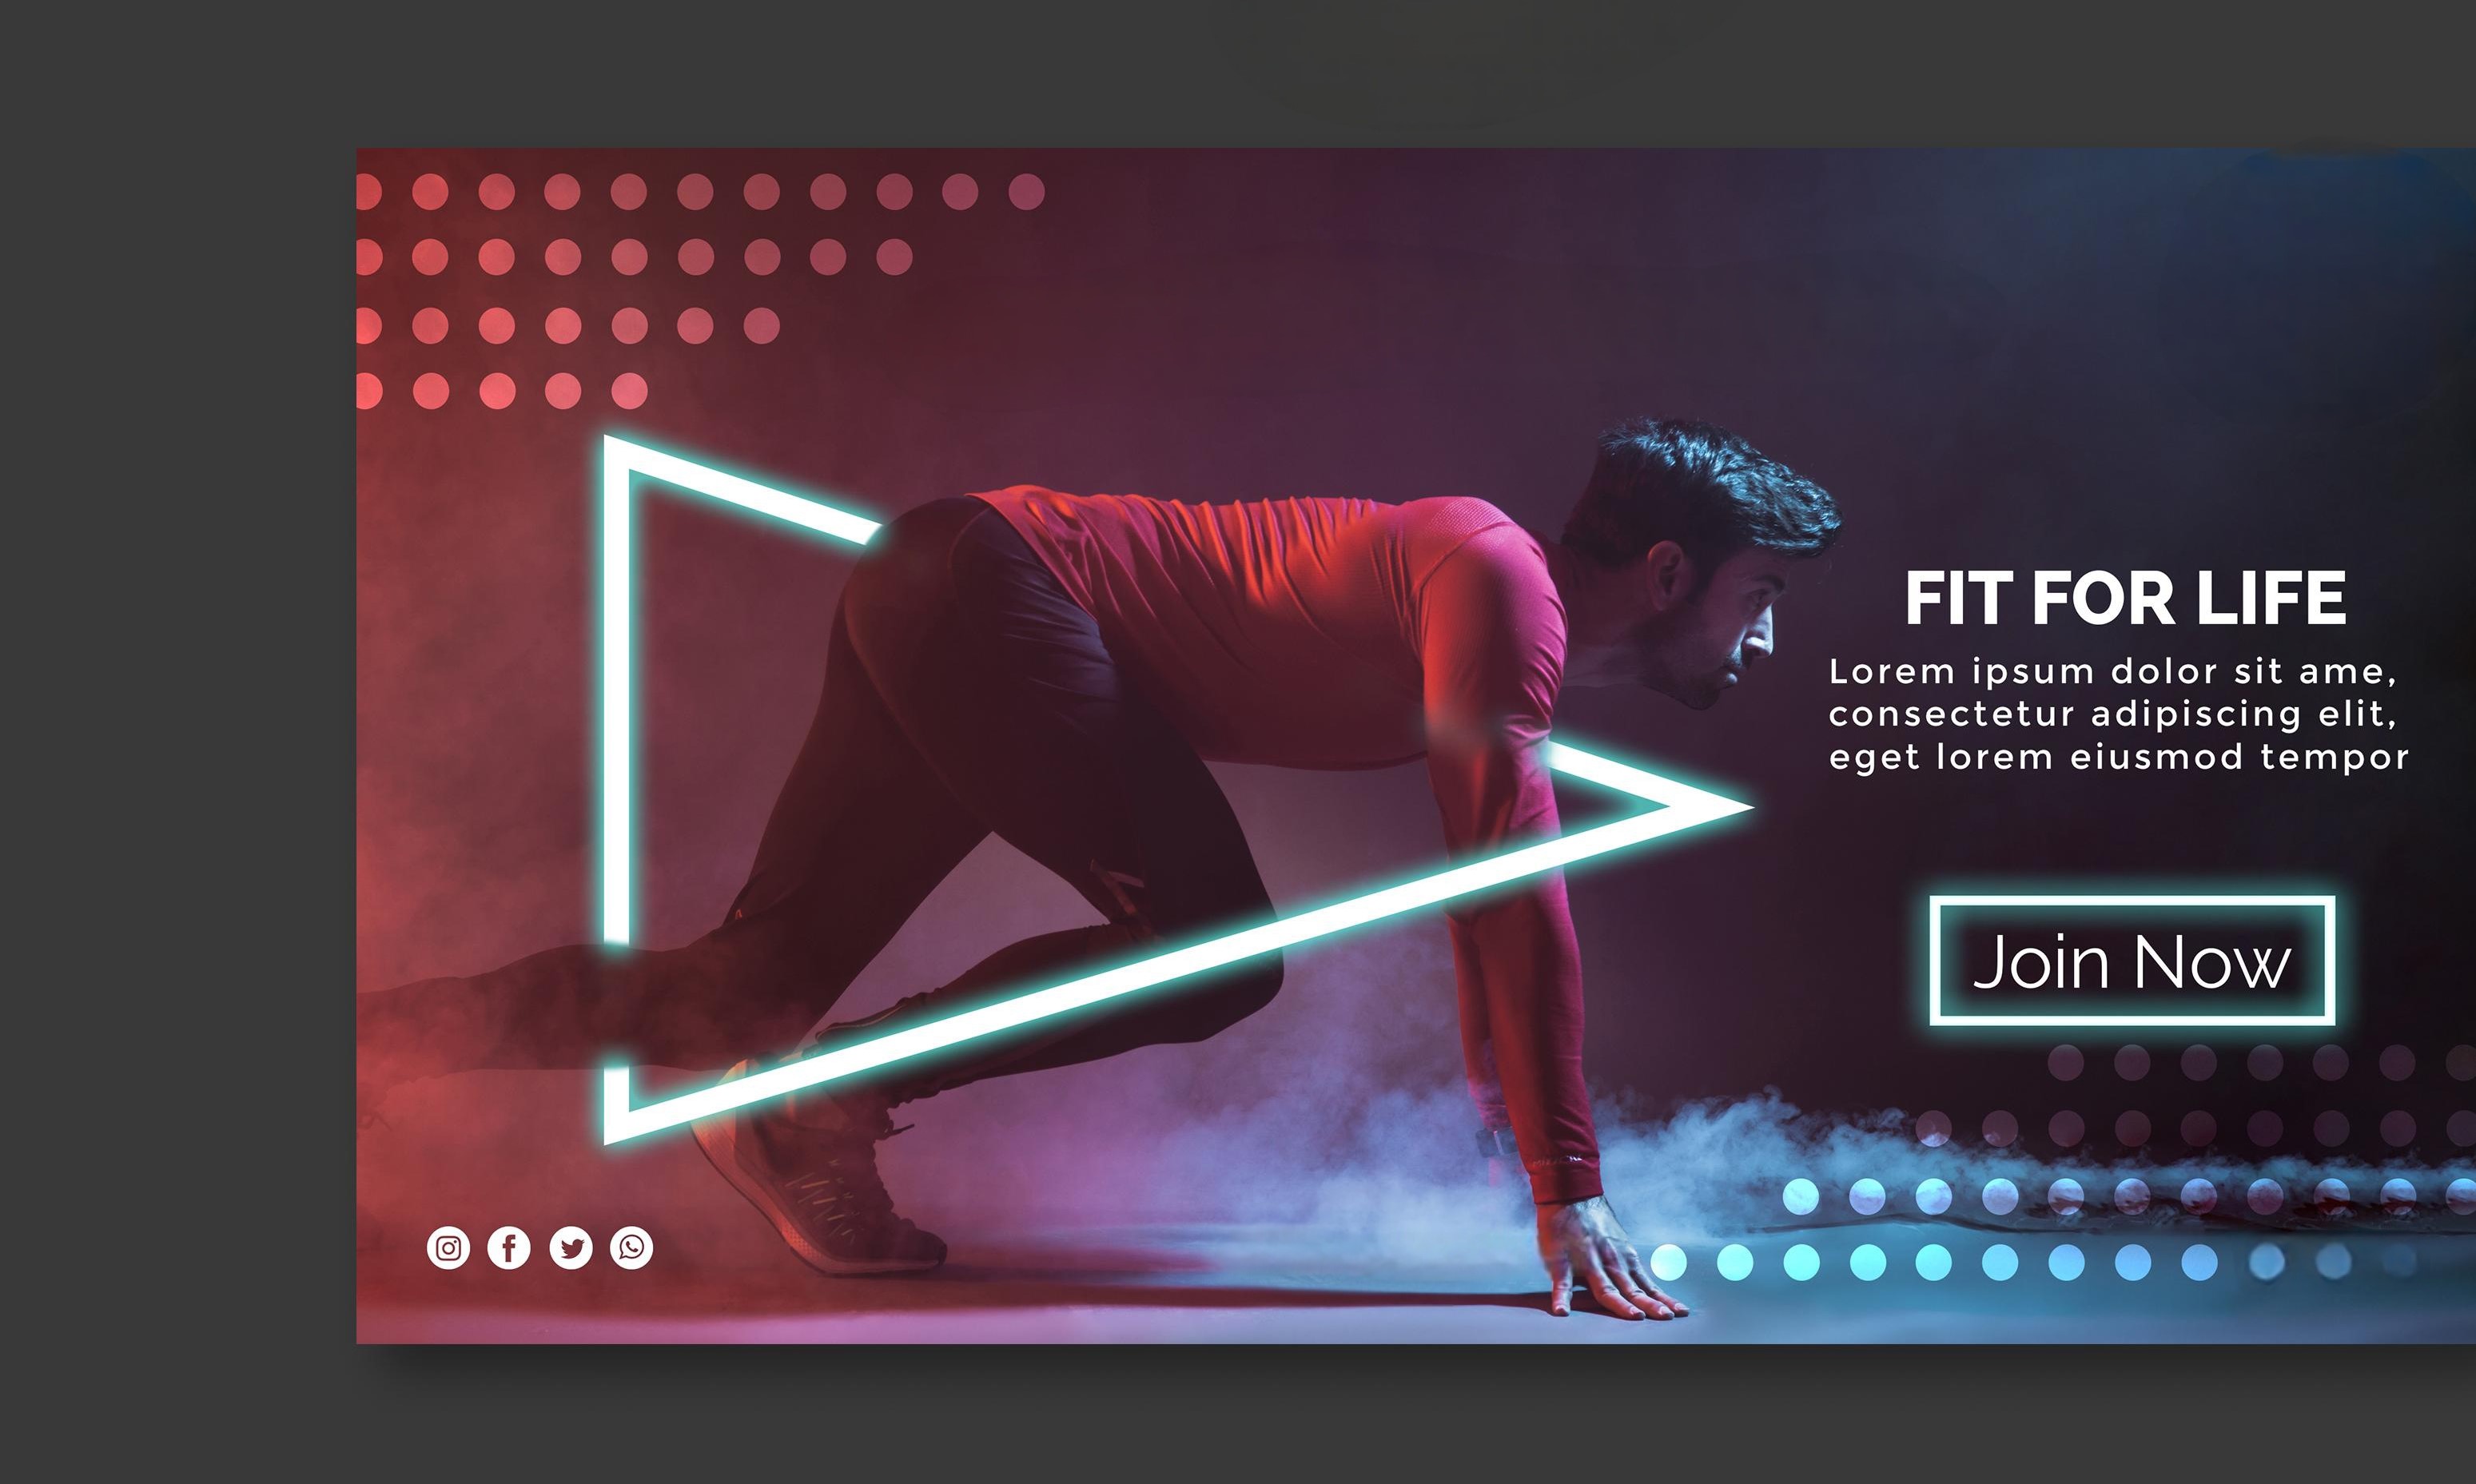 FIT FOR LIFE
Lorem ipsum dolor sit ame,
consectetur adipiscing elit,
eget lorem eiusmod tempor
Join Now